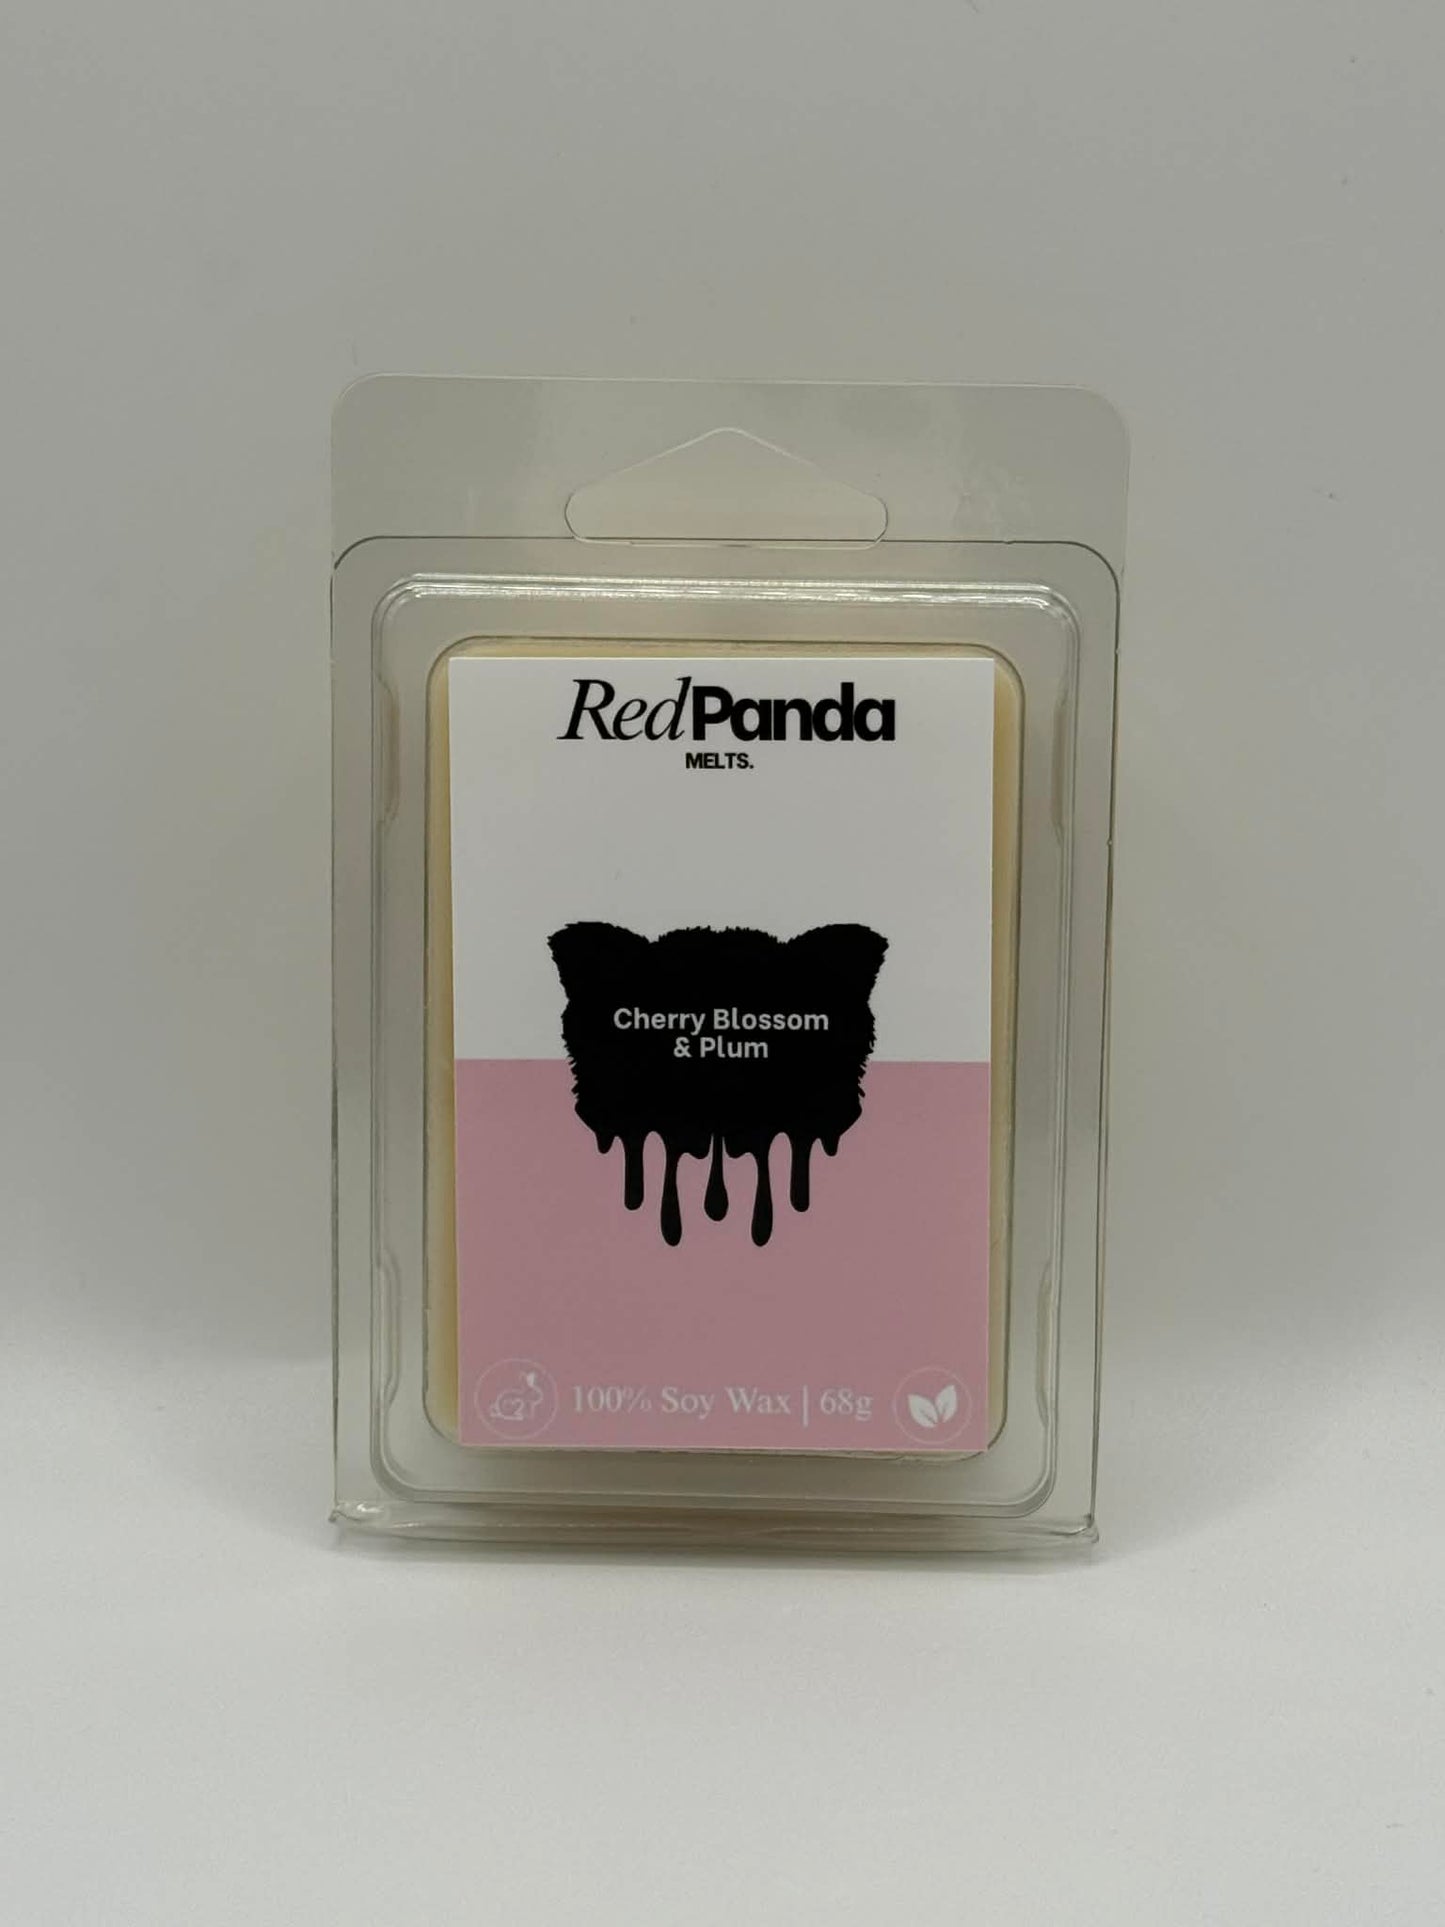 RedPanda
MELTS.
Cherry Blossom
& Plum
100% Soy Wax | 68g